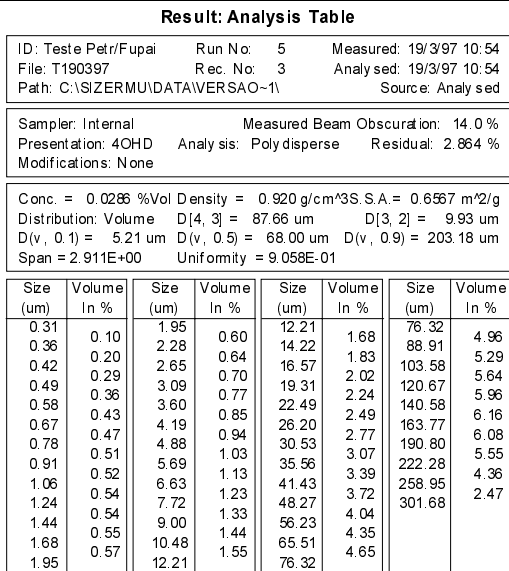 Result: Analysis Table
ID: Teste Petr/Fupai Run No: 5 Measured: 19/3/97 10:54
File: T190397 Rec. No: 3 Analysed: 19/3/97 10:54
Path: C:\SIZERMU\DATA\VERSAO~1\ Source: Analysed
Sampler: Internal Measured Beam Obscuration: 14.0 %
Presentation: 4OHD Analysis: Polydisperse Residual: 2.864 %
Modifications: None
Conc. = 0.0286 %Vol Density = 0.920 g/cm^3 S.S.A.= 0.6567 m^2/g
Distribution: Volume D[4, 3] = 87.66 um D[3, 2] = 9.93 um
D(v, 0.1) = 5.21 um D(v, 0.5) = 68.00 um D(v, 0.9) = 203.18 um
Span = 2.911E+00 Uniformity = 9.058E-01
Size Volume Size Volume Size Volume Size Volume
(um) In % (um) In % (um) In % (um) In %
0.31 1.95 12.21 76.32
0.10 0.60 1.68 4.96
0.36 2.28 14.22 88.91
0.20 0.64 1.83 5.29
0.42 2.65 16.57 103.58
0.29 0.70 2.02 5.64
0.49 3.09 19.31 120.67
0.36 0.77 2.24 5.96
0.58 3.60 22.49 140.58
0.43 0.85 2.49 6.16
0.67 4.19 26.20 163.77
0.47 0.94 2.77 6.08
0.78 4.88 30.53 190.80
0.51 1.03 3.07 5.55
0.91 5.69 35.56 222.28
0.52 1.13 3.39 4.36
1.06 6.63 41.43 258.95
0.54 1.23 3.72 2.47
1.24 7.72 48.27 301.68
0.54 1.33 4.04
1.44 9.00 56.23
0.55 1.44 4.35
1.68 10.48 65.51
0.57 1.55 4.65
1.95 12.21 76.32